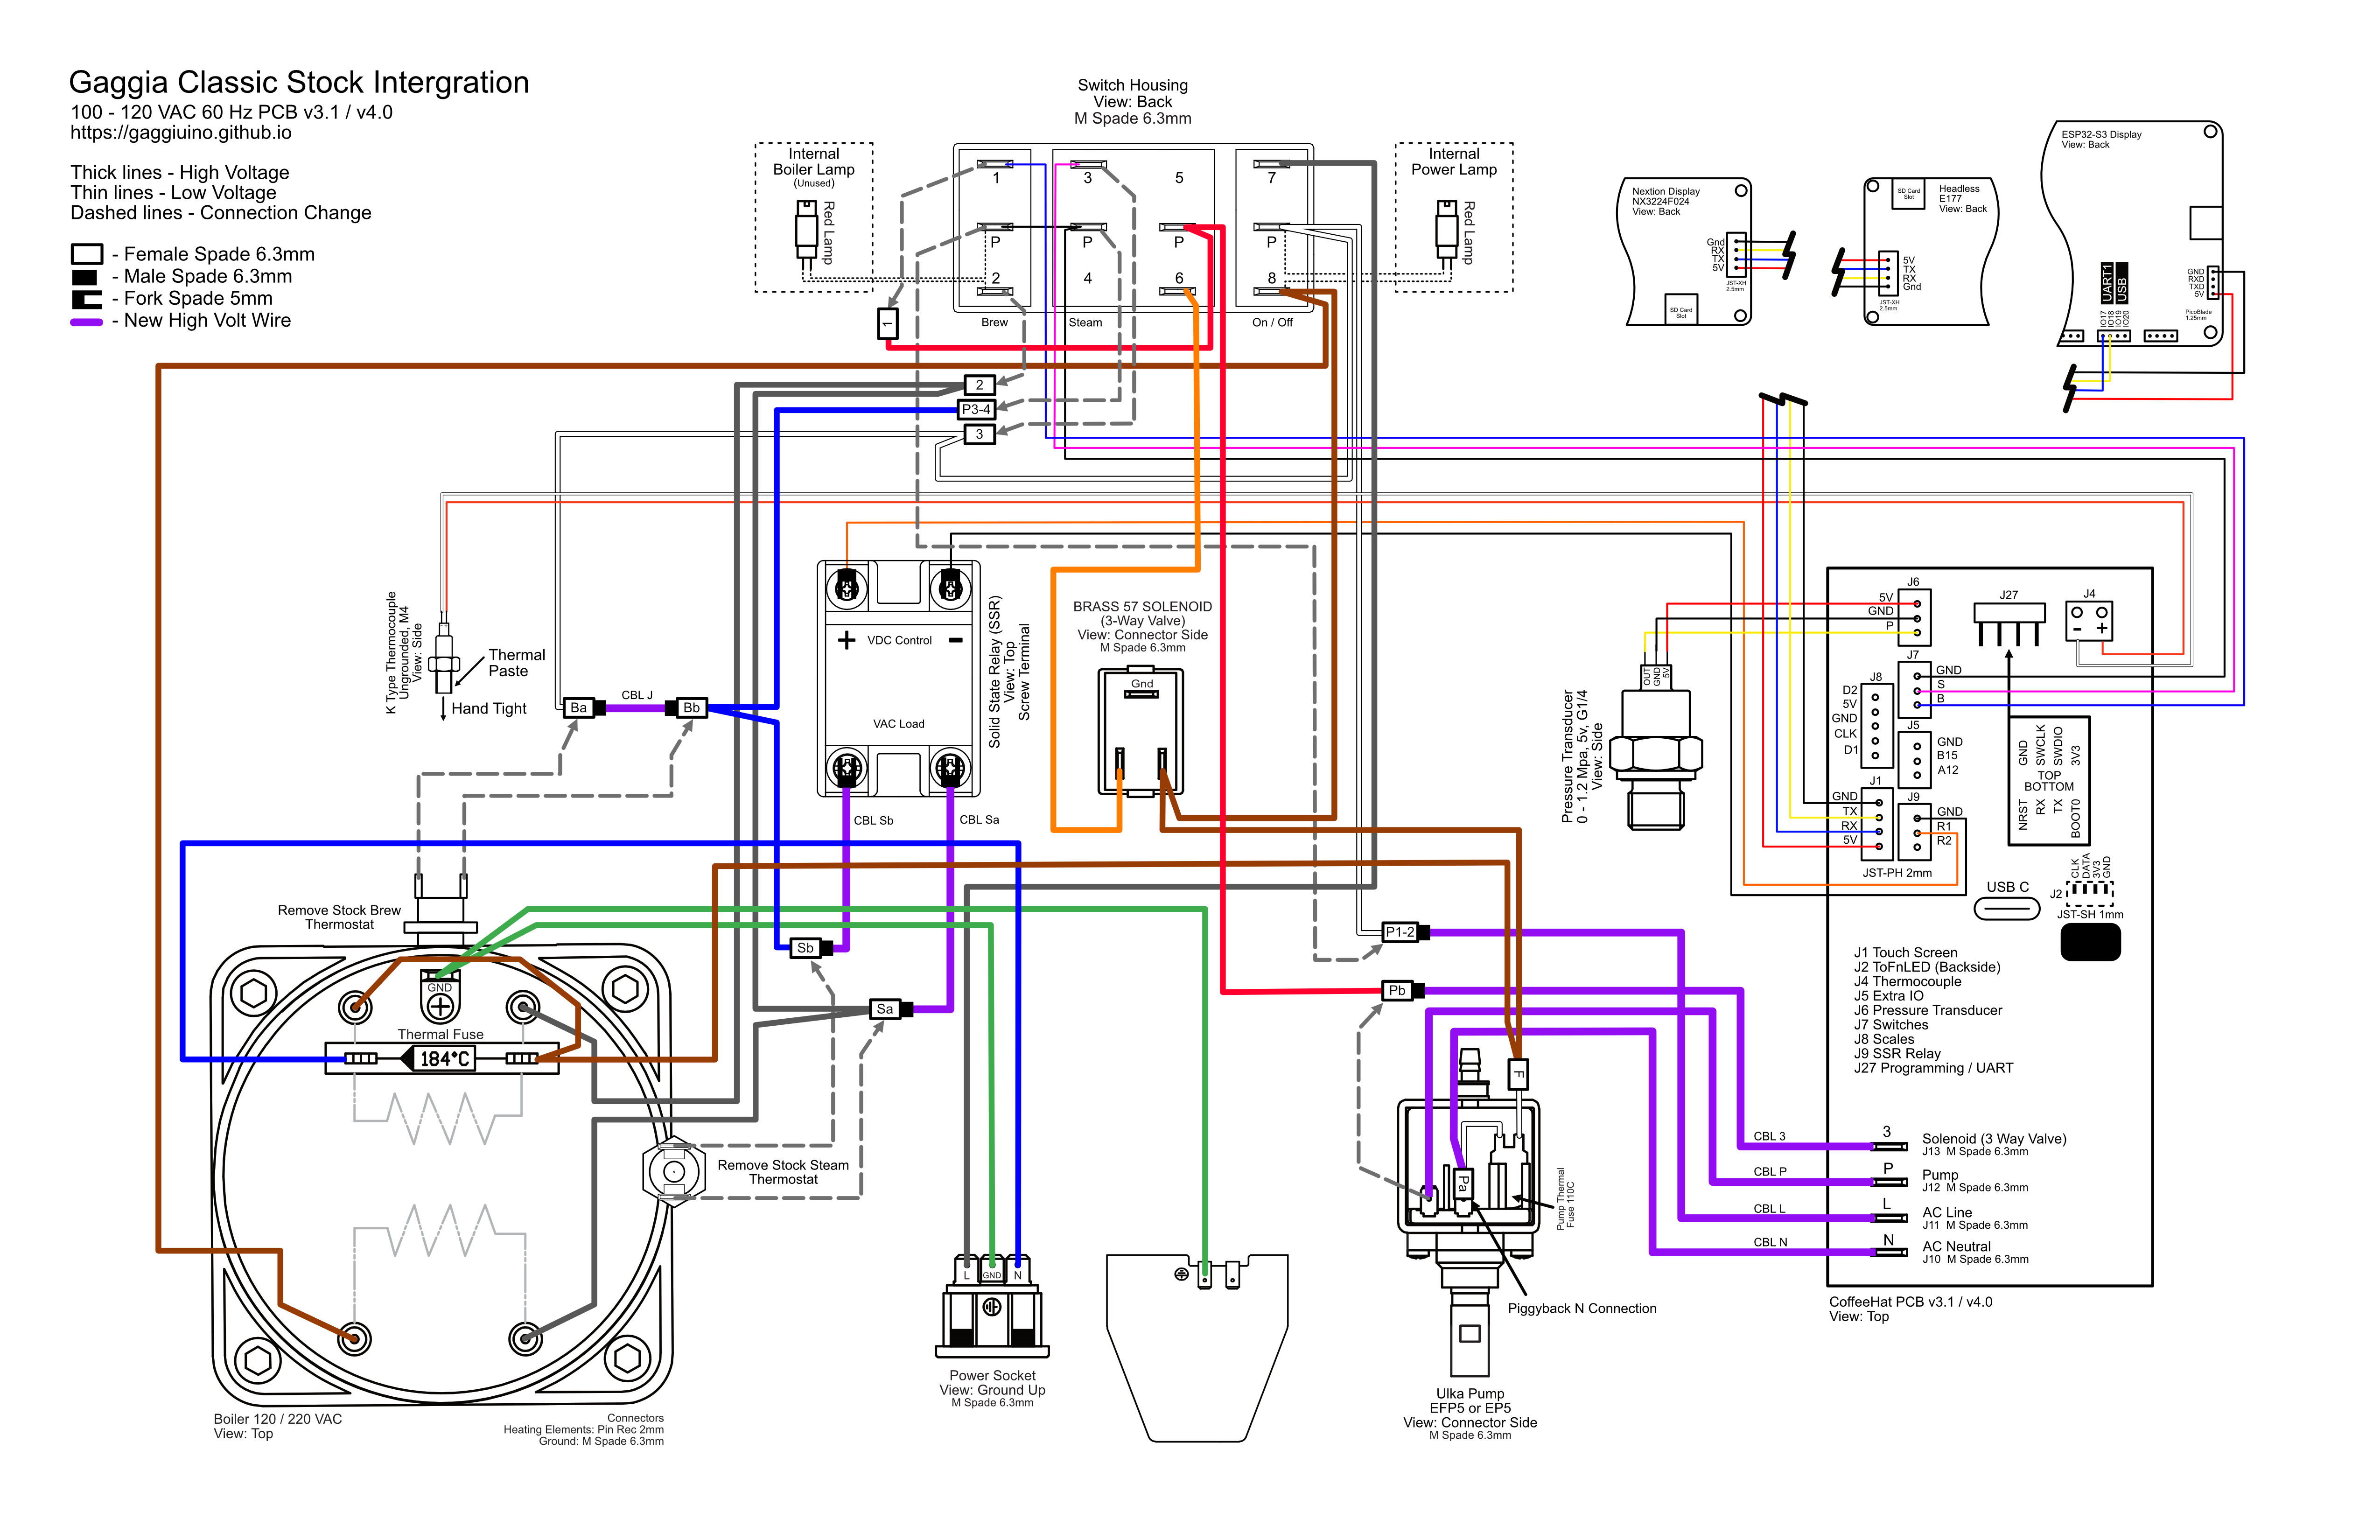 Gaggia Classic Stock Intergration
100 - 120 VAC 60 Hz PCB v3.1 / v4.0
https://gaggiuino.github.io
Thick lines - High Voltage
Thin lines - Low Voltage
Dashed lines - Connection Change
- Female Spade 6.3mm
- Male Spade 6.3mm
- Fork Spade 5mm
- New High Volt Wire
Internal
Boiler Lamp
(Unused)
Red Lamp
Switch Housing
View: Back
M Spade 6.3mm
1
3
5
7
P
P
P
P
2
4
6
8
Brew
Steam
On / Off
Internal
Power Lamp
Red Lamp
1
2
P3-4
3
Nextion Display
NX3224F024
View: Back
Gnd
RX
TX
5V
JST-XH
2.5mm
SD Card
Slot
SD Card
Slot
Headless
E177
View: Back
5V
TX
RX
Gnd
JST-XH
2.5mm
ESP32-S3 Display
View: Back
UART1
USB
IO17
IO18
IO19
IO20
GND
RXD
TXD
5V
PicoBlade
1.25mm
K Type Thermocouple
Ungrounded, M4
View: Side
Thermal
Paste
Hand Tight
Ba
CBL J
Bb
+
VDC Control
-
VAC Load
Solid State Relay (SSR)
View: Top
Screw Terminal
CBL Sb
CBL Sa
BRASS 57 SOLENOID
(3-Way Valve)
View: Connector Side
M Spade 6.3mm
Gnd
Pressure Transducer
0 - 1.2 Mpa, 5v, G1/4
View: Side
OUT
GND
5V
J6
5V
GND
P
J27
J4
-
+
J7
GND
S
B
J8
D2
5V
GND
CLK
D1
J5
GND
B15
A12
J1
GND
TX
RX
5V
J9
GND
R1
R2
JST-PH 2mm
GND
SWCLK
SWDIO
3V3
TOP
BOTTOM
NRST
RX
TX
BOOT0
USB C
J2
CLK
DATA
3V3
GND
JST-SH 1mm
J1 Touch Screen
J2 ToFnLED (Backside)
J4 Thermocouple
J5 Extra IO
J6 Pressure Transducer
J7 Switches
J8 Scales
J9 SSR Relay
J27 Programming / UART
CBL 3
3
Solenoid (3 Way Valve)
J13 M Spade 6.3mm
CBL P
P
Pump
J12 M Spade 6.3mm
CBL L
L
AC Line
J11 M Spade 6.3mm
CBL N
N
AC Neutral
J10 M Spade 6.3mm
CoffeeHat PCB v3.1 / v4.0
View: Top
Remove Stock Brew
Thermostat
Sb
Sa
P1-2
Pb
GND
Thermal Fuse
184°C
Remove Stock Steam
Thermostat
Boiler 120 / 220 VAC
View: Top
Connectors
Heating Elements: Pin Rec 2mm
Ground: M Spade 6.3mm
L
GND
N
Power Socket
View: Ground Up
M Spade 6.3mm
F
Pa
Pump Thermal
Fuse 110C
Piggyback N Connection
Ulka Pump
EFP5 or EP5
View: Connector Side
M Spade 6.3mm